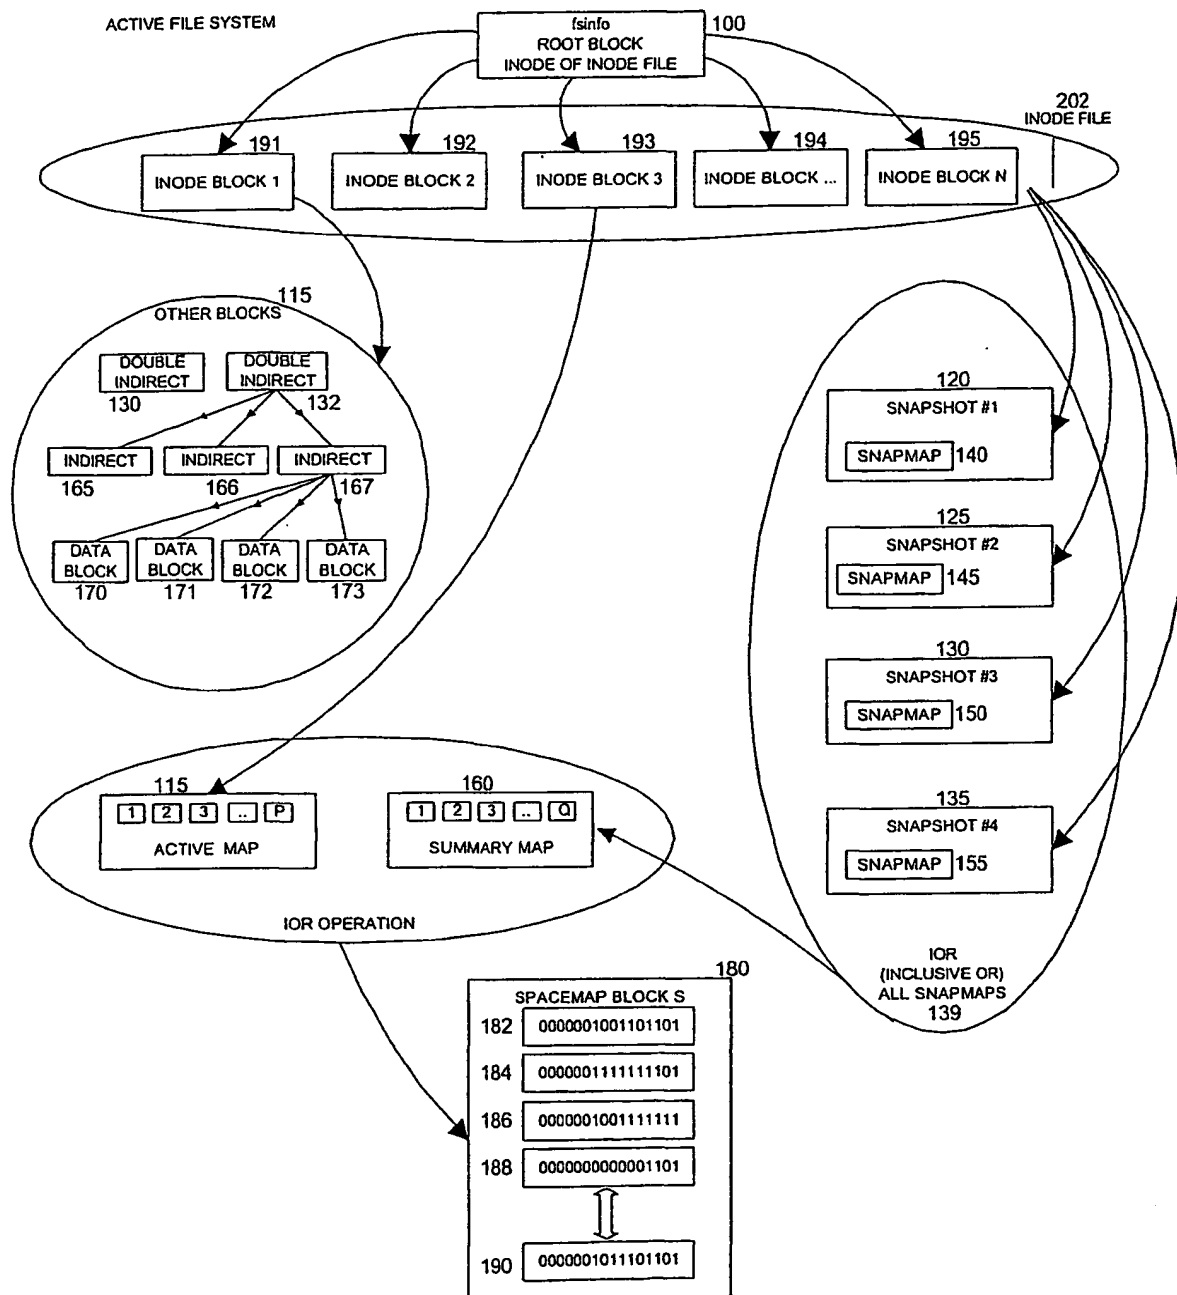 ACTIVE FILE SYSTEM
fsinfo
ROOT BLOCK
INODE OF INODE FILE
100
202
INODE FILE
191
INODE BLOCK 1
192
INODE BLOCK 2
193
INODE BLOCK 3
194
INODE BLOCK ...
195
INODE BLOCK N
115
OTHER BLOCKS
DOUBLE
INDIRECT
130
DOUBLE
INDIRECT
132
INDIRECT
165
INDIRECT
166
INDIRECT
167
DATA
BLOCK
170
DATA
BLOCK
171
DATA
BLOCK
172
DATA
BLOCK
173
120
SNAPSHOT #1
SNAPMAP
140
125
SNAPSHOT #2
SNAPMAP
145
130
SNAPSHOT #3
SNAPMAP
150
135
SNAPSHOT #4
SNAPMAP
155
IOR
(INCLUSIVE OR)
ALL SNAPMAPS
139
115
1 2 3 .. P
ACTIVE MAP
160
1 2 3 .. Q
SUMMARY MAP
IOR OPERATION
180
SPACEMAP BLOCK S
182 0000001001101101
184 0000001111111101
186 0000001001111111
188 0000000000001101
190 0000001011101101